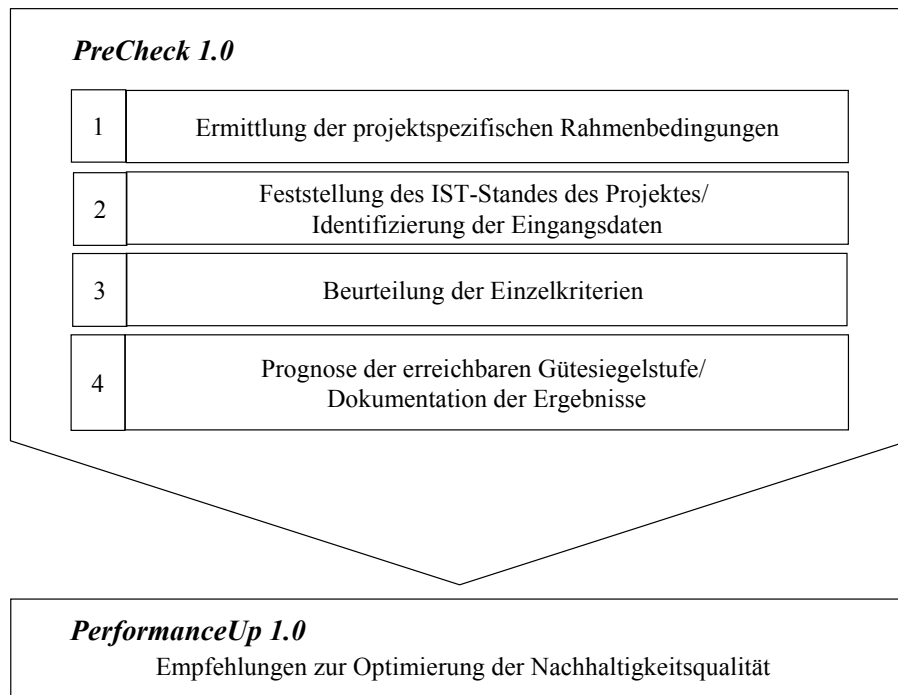 PreCheck 1.0
1
Ermittlung der projektspezifischen Rahmenbedingungen
2
Feststellung des IST-Standes des Projektes/
Identifizierung der Eingangsdaten
3
Beurteilung der Einzelkriterien
4
Prognose der erreichbaren Gütesiegelstufe/
Dokumentation der Ergebnisse
PerformanceUp 1.0
Empfehlungen zur Optimierung der Nachhaltigkeitsqualität